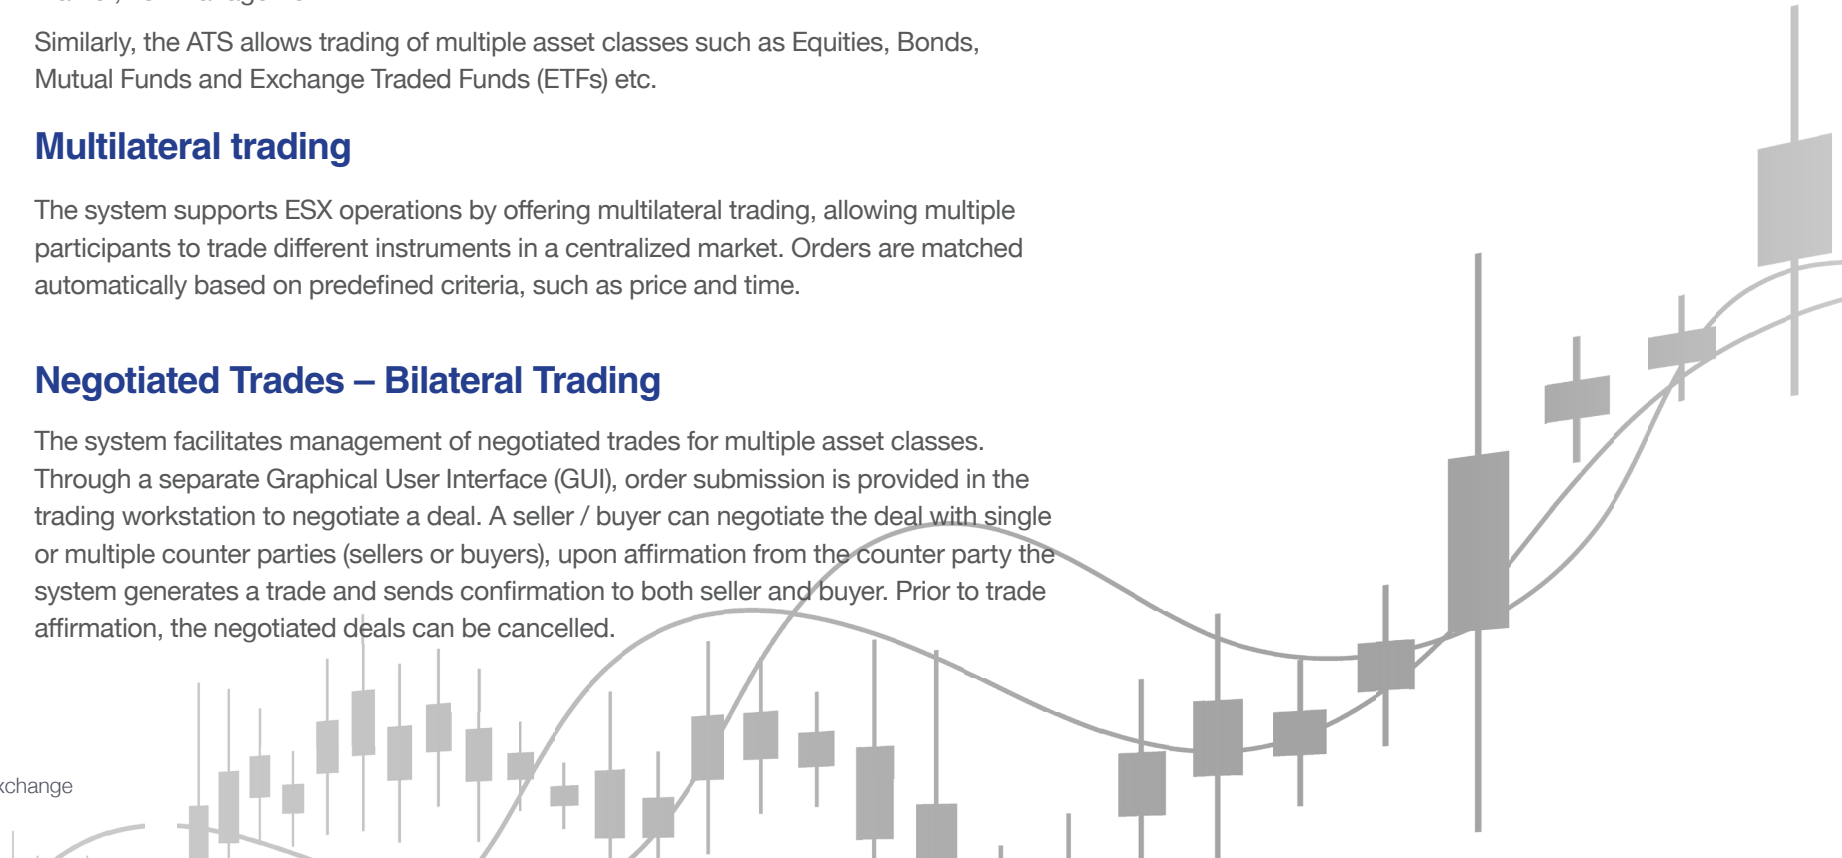 Similarly, the ATS allows trading of multiple asset classes such as Equities, Bonds,
Mutual Funds and Exchange Traded Funds (ETFs) etc.
Multilateral trading
The system supports ESX operations by offering multilateral trading, allowing multiple
participants to trade different instruments in a centralized market. Orders are matched
automatically based on predefined criteria, such as price and time.
Negotiated Trades – Bilateral Trading
The system facilitates management of negotiated trades for multiple asset classes.
Through a separate Graphical User Interface (GUI), order submission is provided in the
trading workstation to negotiate a deal. A seller / buyer can negotiate the deal with single
or multiple counter parties (sellers or buyers), upon affirmation from the counter party the
system generates a trade and sends confirmation to both seller and buyer. Prior to trade
affirmation, the negotiated deals can be cancelled.
xchange